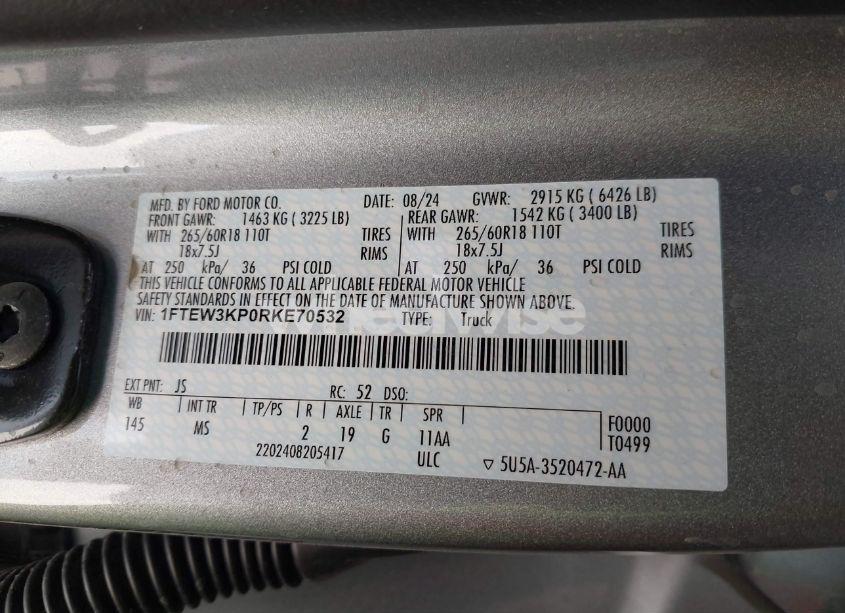 MFD. BY FORD MOTOR CO. DATE: 08/24 GVWR: 2915 KG ( 6426 LB)
FRONT GAWR: 1463 KG ( 3225 LB) REAR GAWR: 1542 KG ( 3400 LB)
WITH 265/60R18 110T TIRES WITH 265/60R18 110T TIRES
18x7.5J RIMS 18x7.5J RIMS
AT 250 kPa/ 36 PSI COLD AT 250 kPa/ 36 PSI COLD
THIS VEHICLE CONFORMS TO ALL APPLICABLE FEDERAL MOTOR VEHICLE
SAFETY STANDARDS IN EFFECT ON THE DATE OF MANUFACTURE SHOWN ABOVE.
VIN: 1FTEW3KP0RKE70532 TYPE: Truck
wheelwise
EXT PNT: JS RC: 52 DSO:
WB INT TR TP/PS R AXLE TR SPR F0000
145 MS 2 19 G 11AA T0499
2202408205417 ULC ▽ 5U5A-3520472-AA